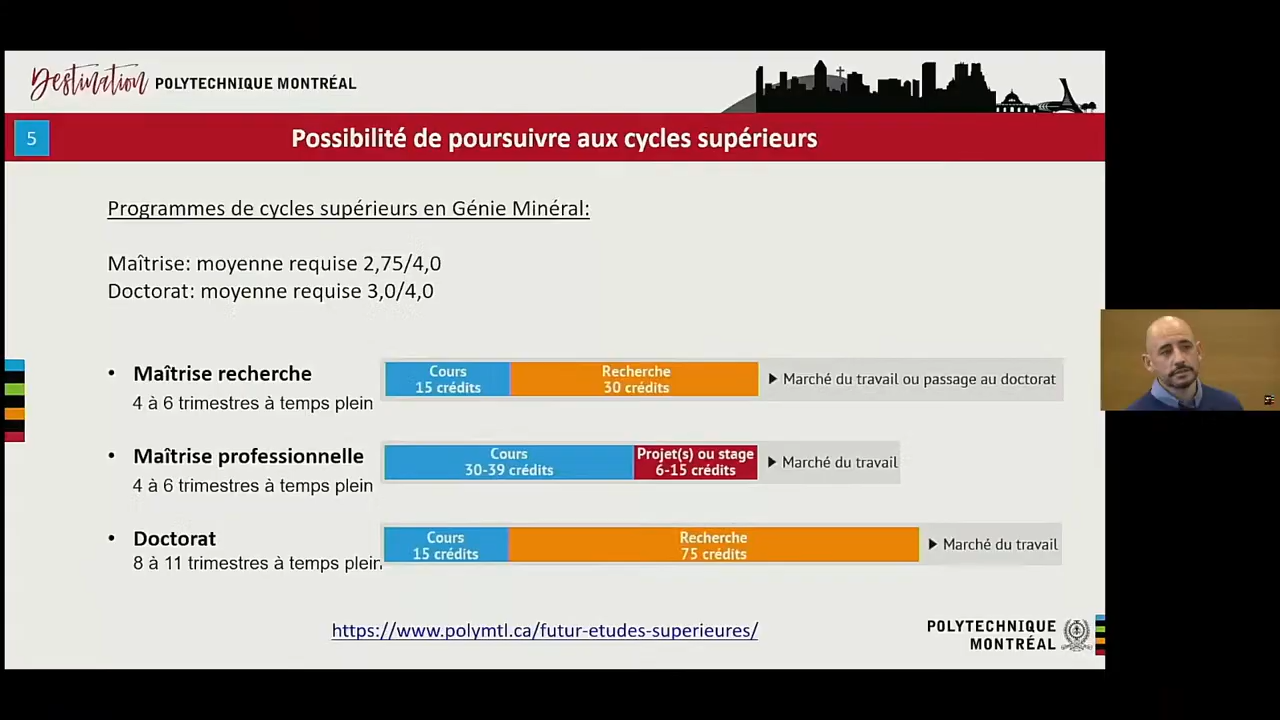 Destination POLYTECHNIQUE MONTRÉAL
5
Possibilité de poursuivre aux cycles supérieurs
Programmes de cycles supérieurs en Génie Minéral:
Maîtrise: moyenne requise 2,75/4,0
Doctorat: moyenne requise 3,0/4,0
• Maîtrise recherche
4 à 6 trimestres à temps plein
Cours
15 crédits
Recherche
30 crédits
Marché du travail ou passage au doctorat
• Maîtrise professionnelle
4 à 6 trimestres à temps plein
Cours
30-39 crédits
Projet(s) ou stage
6-15 crédits
Marché du travail
• Doctorat
8 à 11 trimestres à temps plein
Cours
15 crédits
Recherche
75 crédits
Marché du travail
https://www.polymtl.ca/futur-etudes-superieures/
POLYTECHNIQUE
MONTRÉAL